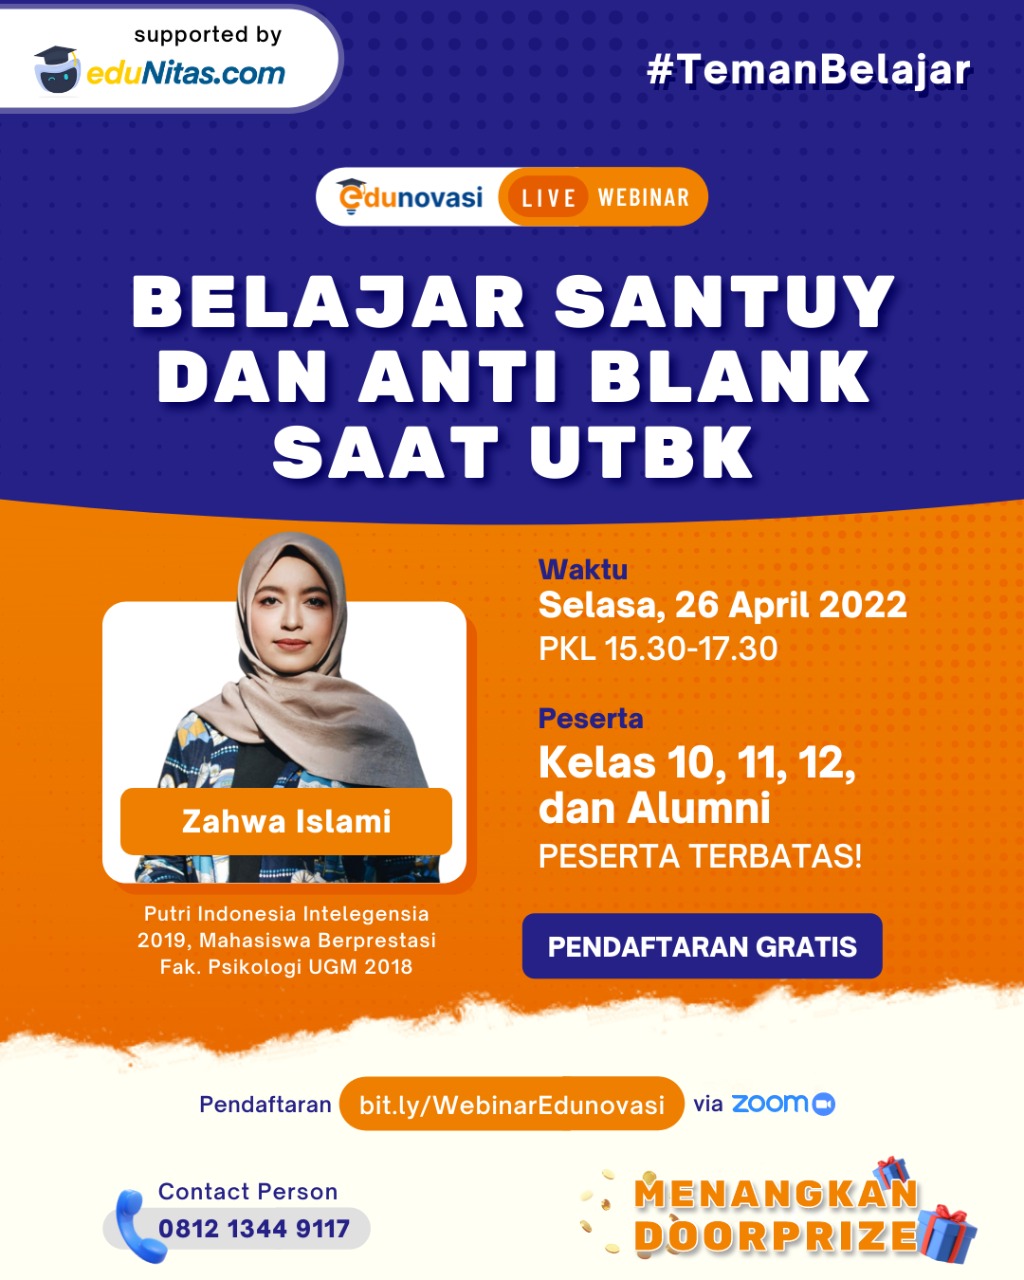 supported by
eduNitas.com
#TemanBelajar
edunovasi LIVE WEBINAR
BELAJAR SANTUY
DAN ANTI BLANK
SAAT UTBK
Waktu
Selasa, 26 April 2022
PKL 15.30-17.30
Peserta
Kelas 10, 11, 12,
dan Alumni
PESERTA TERBATAS!
PENDAFTARAN GRATIS
Zahwa Islami
Putri Indonesia Intelegensia
2019, Mahasiswa Berprestasi
Fak. Psikologi UGM 2018
Pendaftaran bit.ly/WebinarEdunovasi via zoom
Contact Person
0812 1344 9117
MENANGKAN
DOORPRIZE